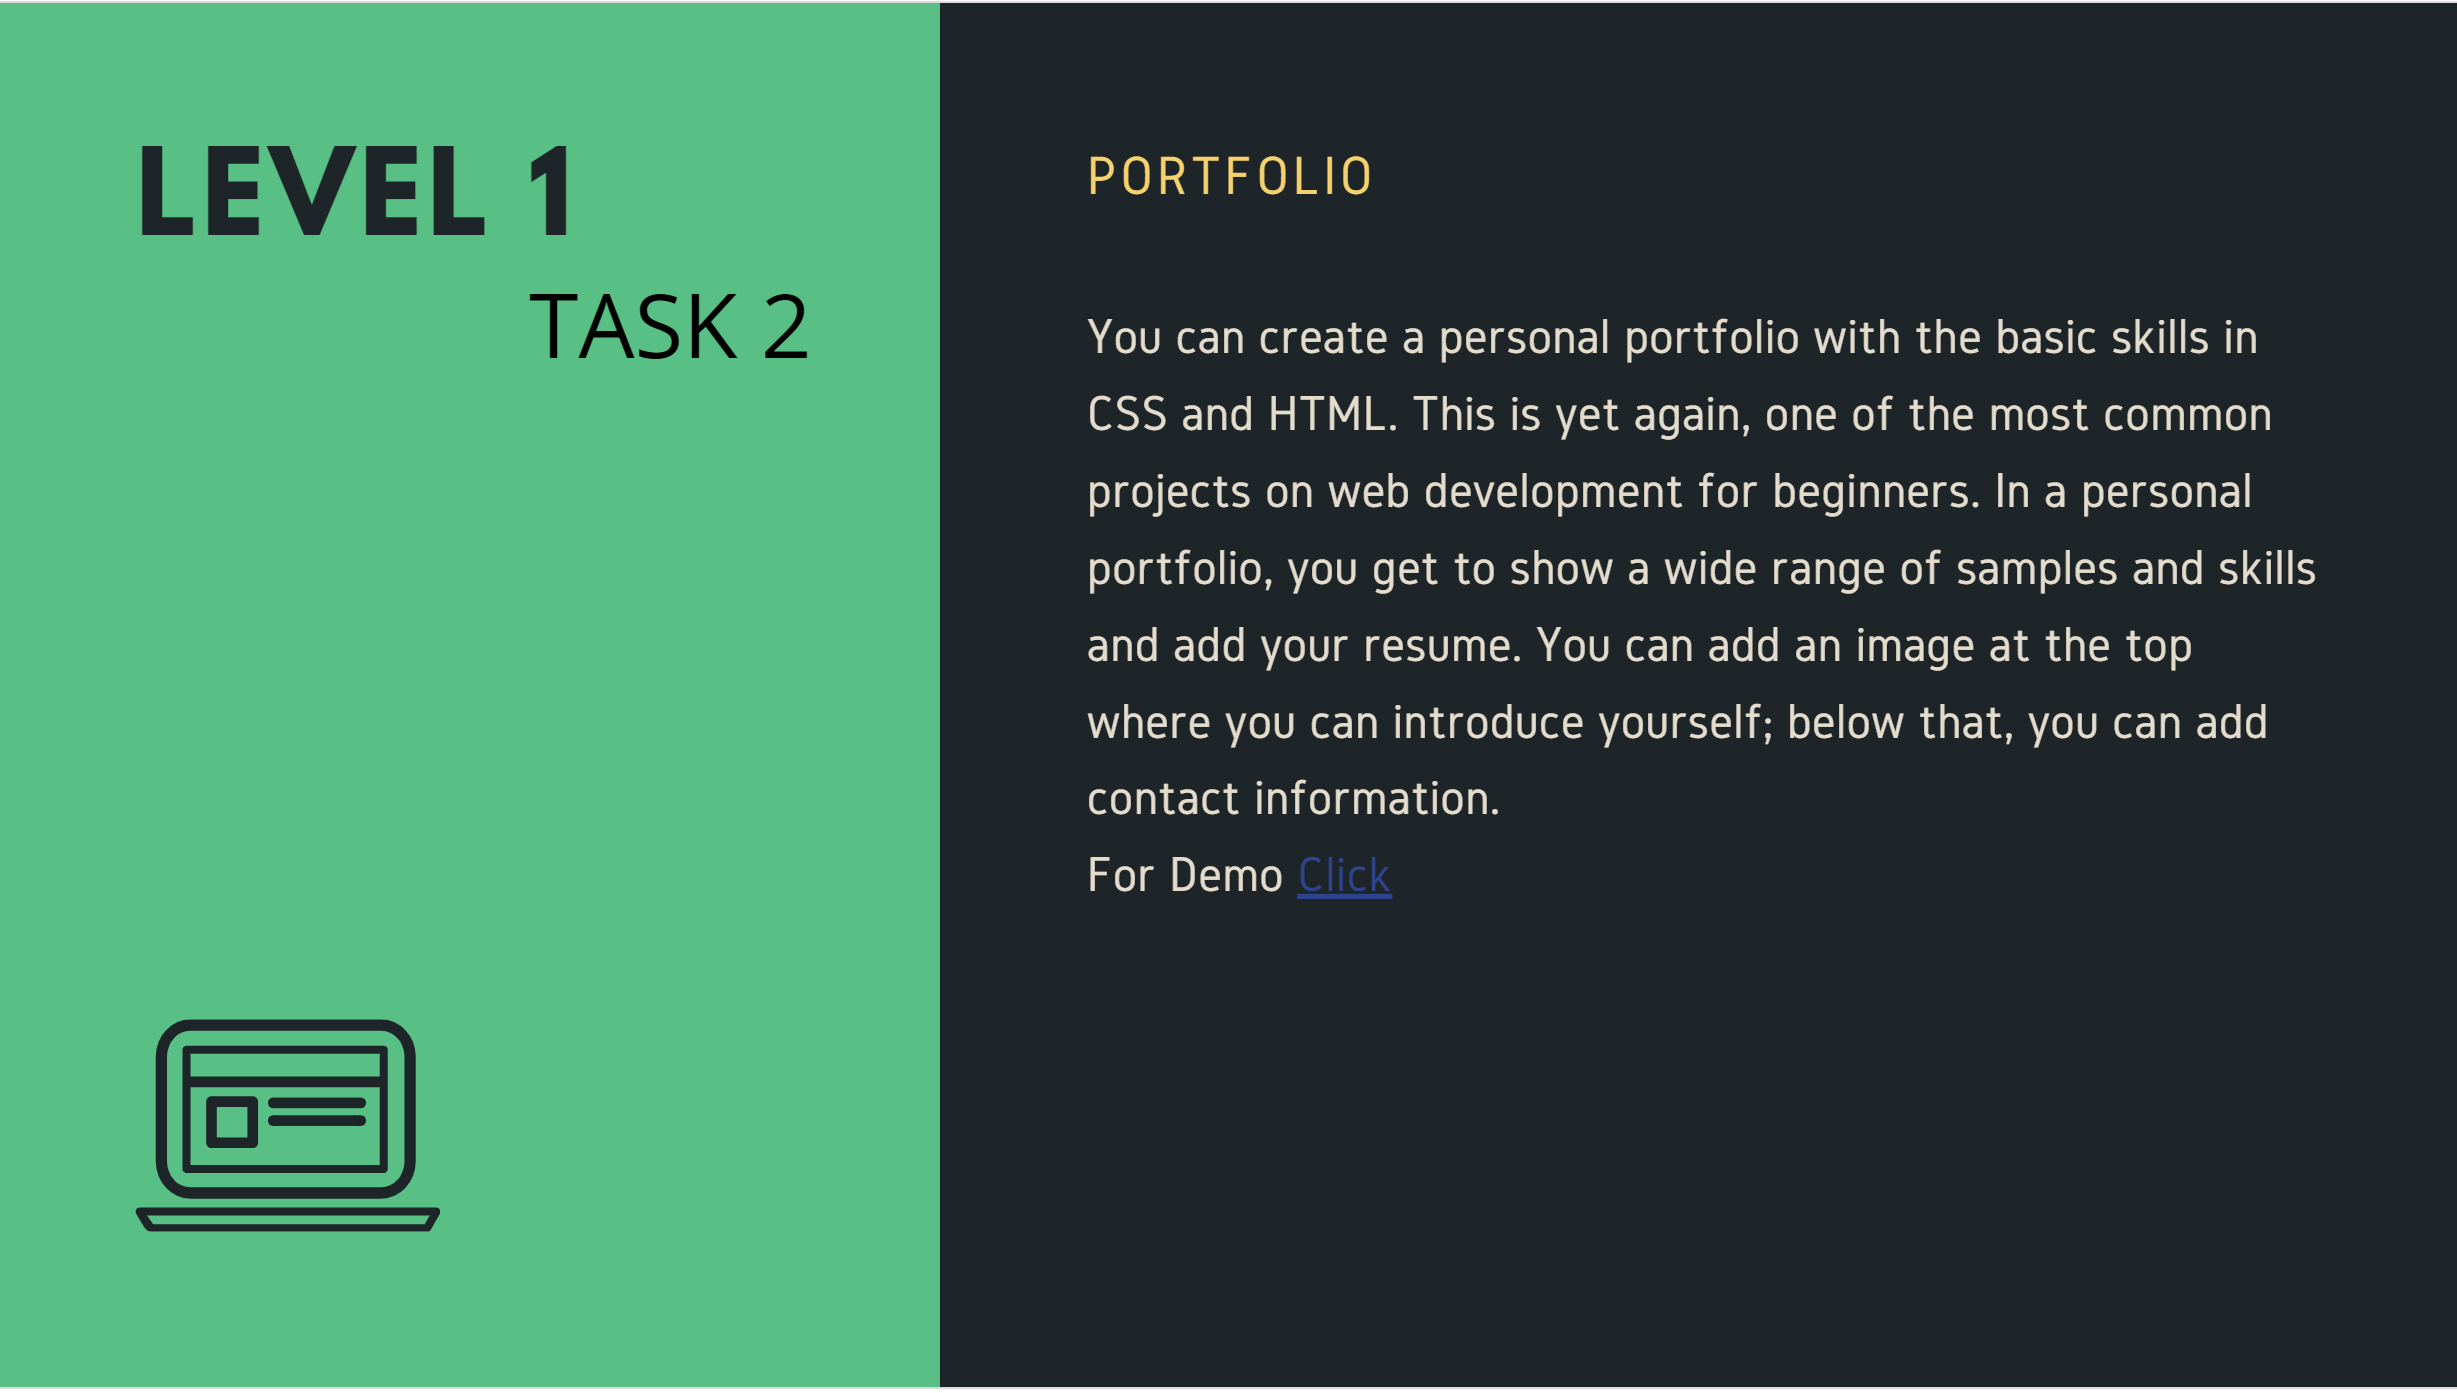 LEVEL 1
TASK 2
PORTFOLIO
You can create a personal portfolio with the basic skills in
CSS and HTML. This is yet again, one of the most common
projects on web development for beginners. In a personal
portfolio, you get to show a wide range of samples and skills
and add your resume. You can add an image at the top
where you can introduce yourself; below that, you can add
contact information.
For Demo Click